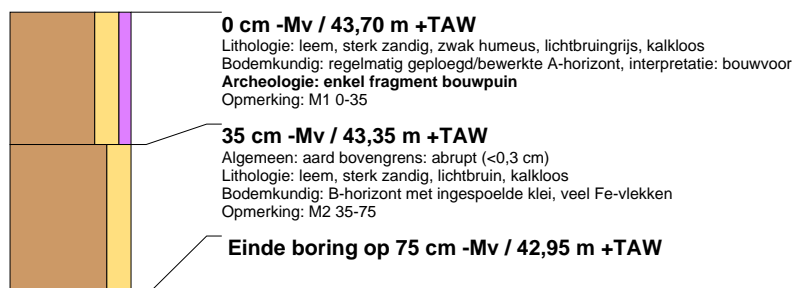 0 cm -Mv / 43,70 m +TAW
Lithologie: leem, sterk zandig, zwak humeus, lichtbruingrijs, kalkloos
Bodemkundig: regelmatig geploegd/bewerkte A-horizont, interpretatie: bouwvoor
Archeologie: enkel fragment bouwpuin
Opmerking: M1 0-35
35 cm -Mv / 43,35 m +TAW
Algemeen: aard bovengrens: abrupt (<0,3 cm)
Lithologie: leem, sterk zandig, lichtbruin, kalkloos
Bodemkundig: B-horizont met ingespoelde klei, veel Fe-vlekken
Opmerking: M2 35-75
Einde boring op 75 cm -Mv / 42,95 m +TAW